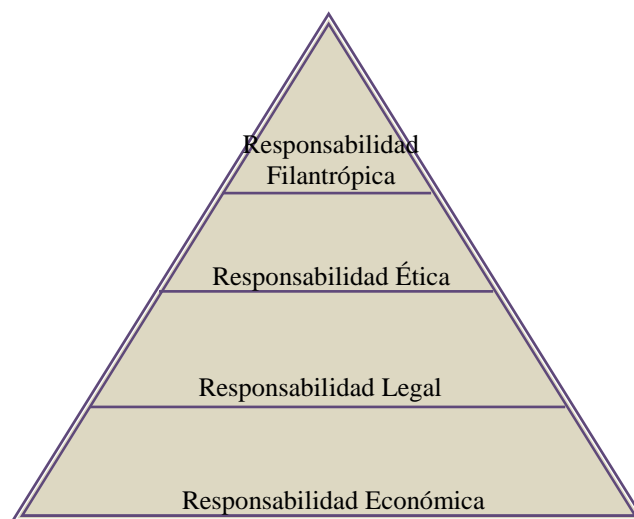 Responsabilidad
Filantrópica
Responsabilidad Ética
Responsabilidad Legal
Responsabilidad Económica